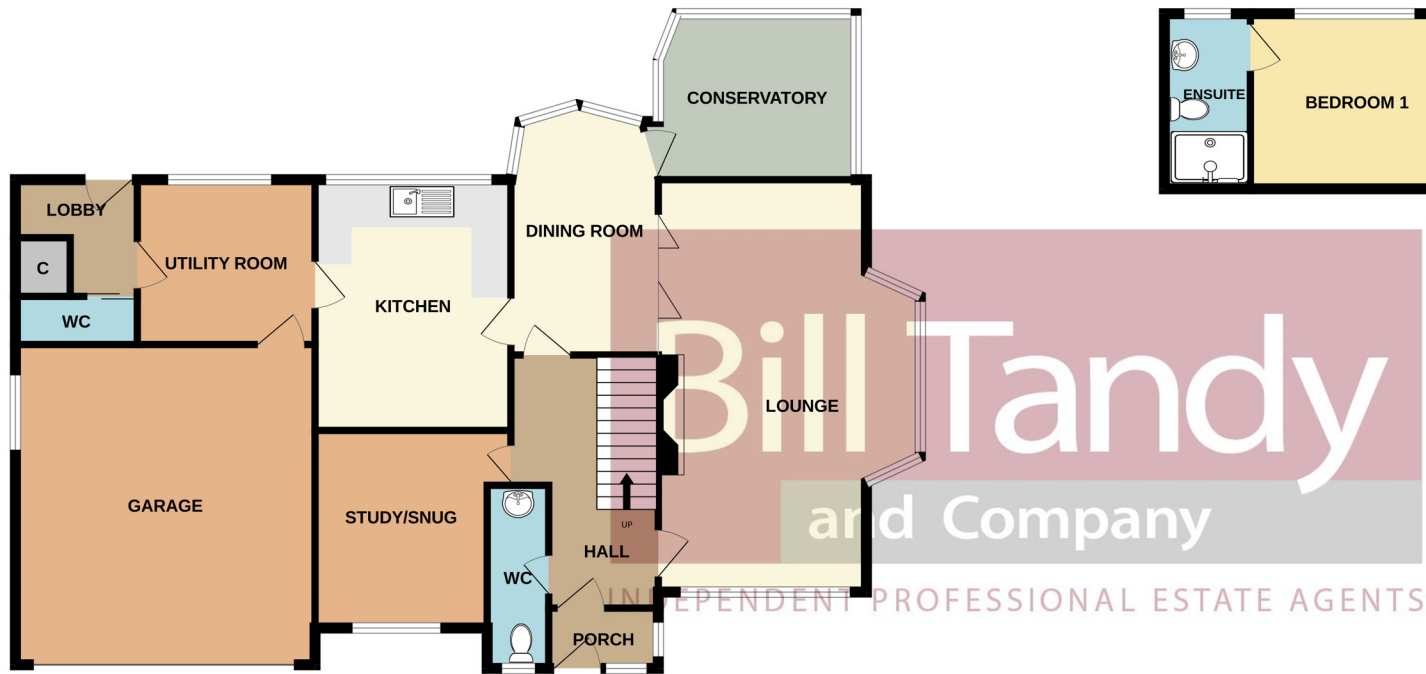 CONSERVATORY
ENSUITE
BEDROOM 1
LOBBY
DINING ROOM
C
UTILITY ROOM
KITCHEN
WC
LOUNGE
GARAGE
STUDY/SNUG
UP
HALL
WC
PORCH
Bill Tandy
and Company
INDEPENDENT PROFESSIONAL ESTATE AGENTS